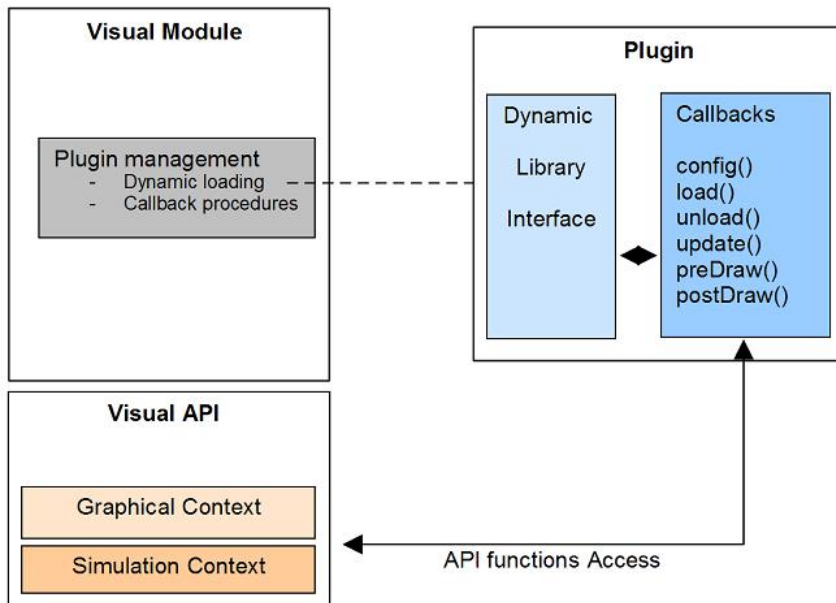 Visual Module
Plugin management
- Dynamic loading
- Callback procedures
Plugin
Dynamic
Library
Interface
Callbacks
config()
load()
unload()
update()
preDraw()
postDraw()
Visual API
Graphical Context
Simulation Context
API functions Access